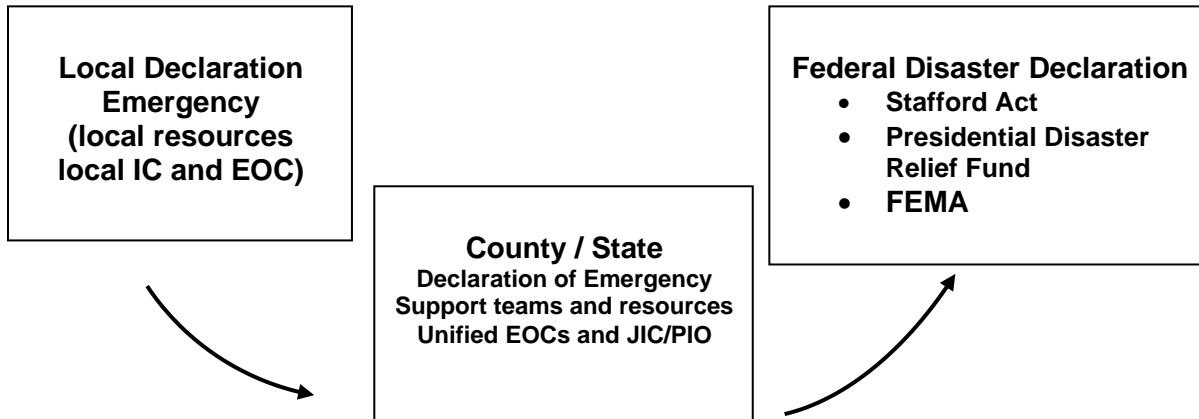 Local Declaration
Emergency
(local resources
local IC and EOC)
County / State
Declaration of Emergency
Support teams and resources
Unified EOCs and JIC/PIO
Federal Disaster Declaration
• Stafford Act
• Presidential Disaster
Relief Fund
• FEMA